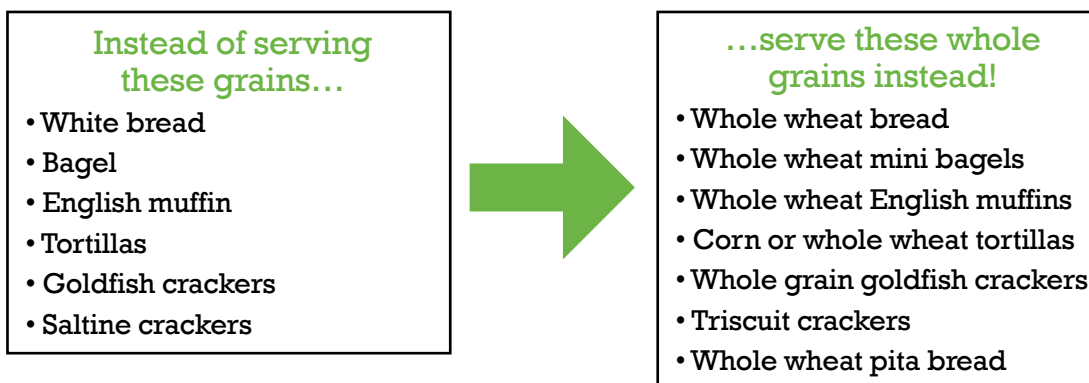 Instead of serving
these grains…
• White bread
• Bagel
• English muffin
• Tortillas
• Goldfish crackers
• Saltine crackers
…serve these whole
grains instead!
• Whole wheat bread
• Whole wheat mini bagels
• Whole wheat English muffins
• Corn or whole wheat tortillas
• Whole grain goldfish crackers
• Triscuit crackers
• Whole wheat pita bread